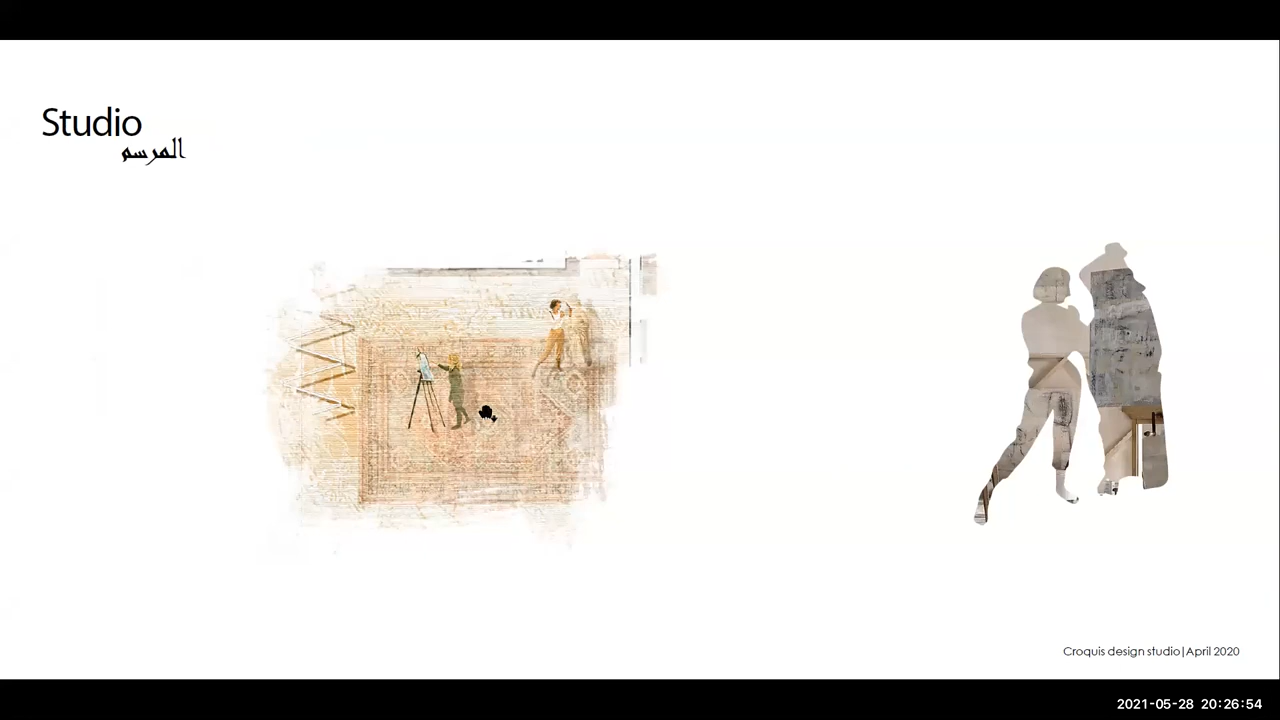 Studio
المرسم
Croquis design studio|April 2020
2021-05-28 20:26:54